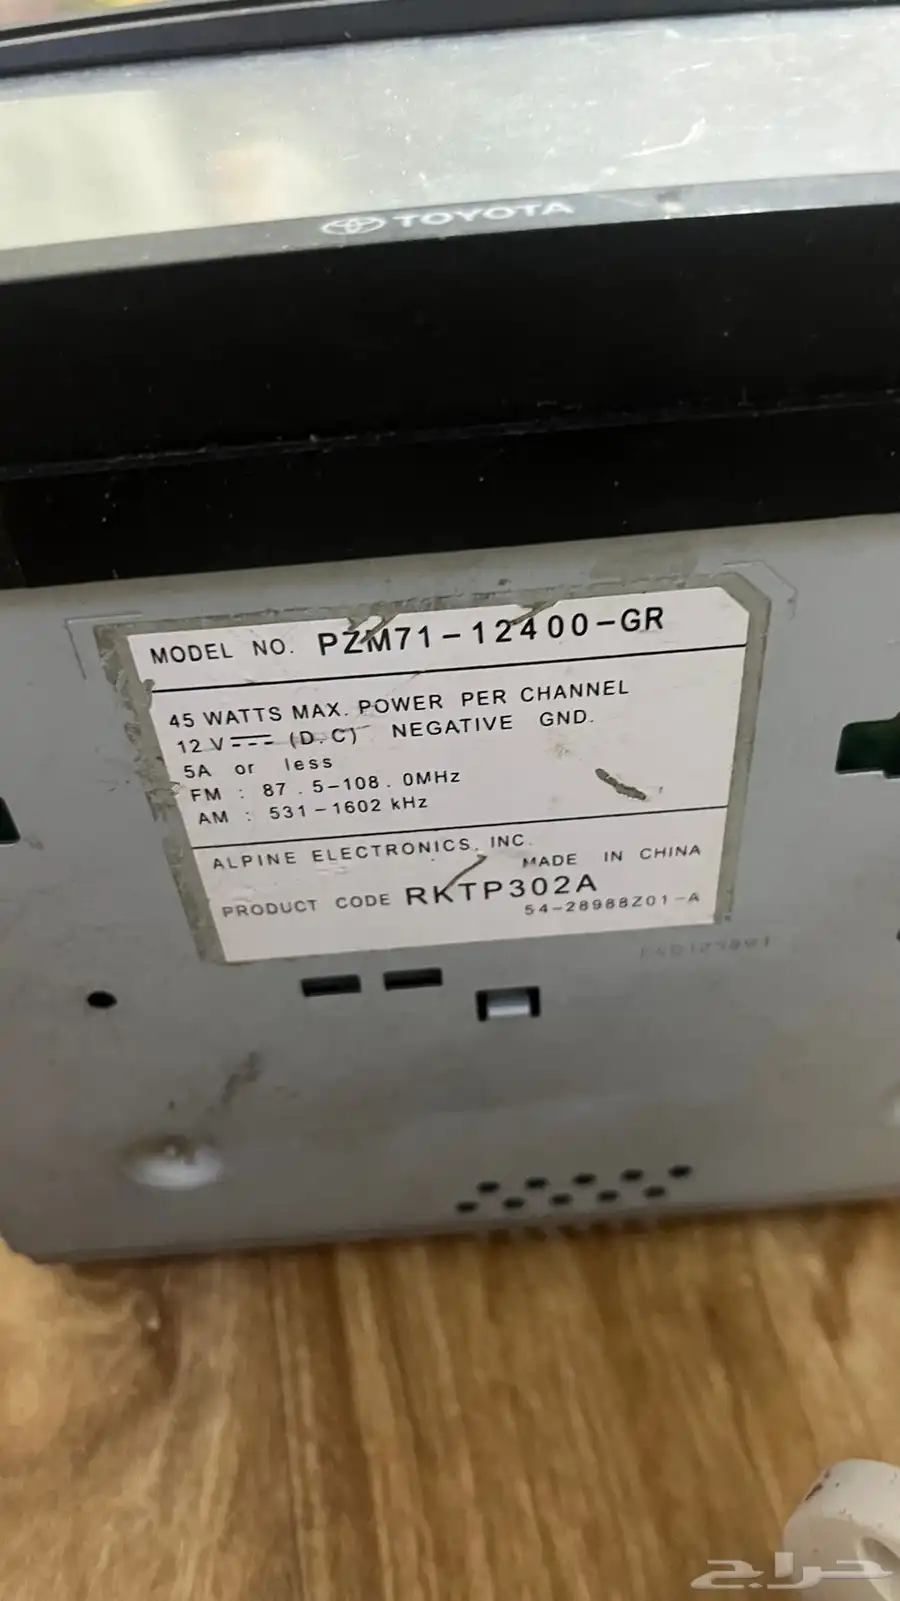 TOYOTA
MODEL NO. PZM71-12400-GR
45 WATTS MAX. POWER PER CHANNEL
12 V (D.C) NEGATIVE GND.
5A or less
FM : 87.5-108.0MHz
AM : 531-1602 kHz
ALPINE ELECTRONICS, INC.
MADE IN CHINA
PRODUCT CODE RKTP302A
54-28988Z01-A
حراج